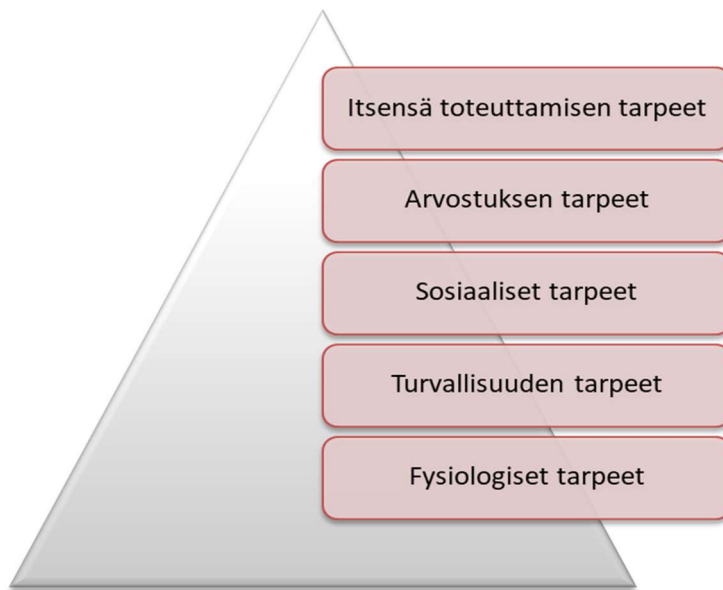 Itsensä toteuttamisen tarpeet
Arvostuksen tarpeet
Sosiaaliset tarpeet
Turvallisuuden tarpeet
Fysiologiset tarpeet